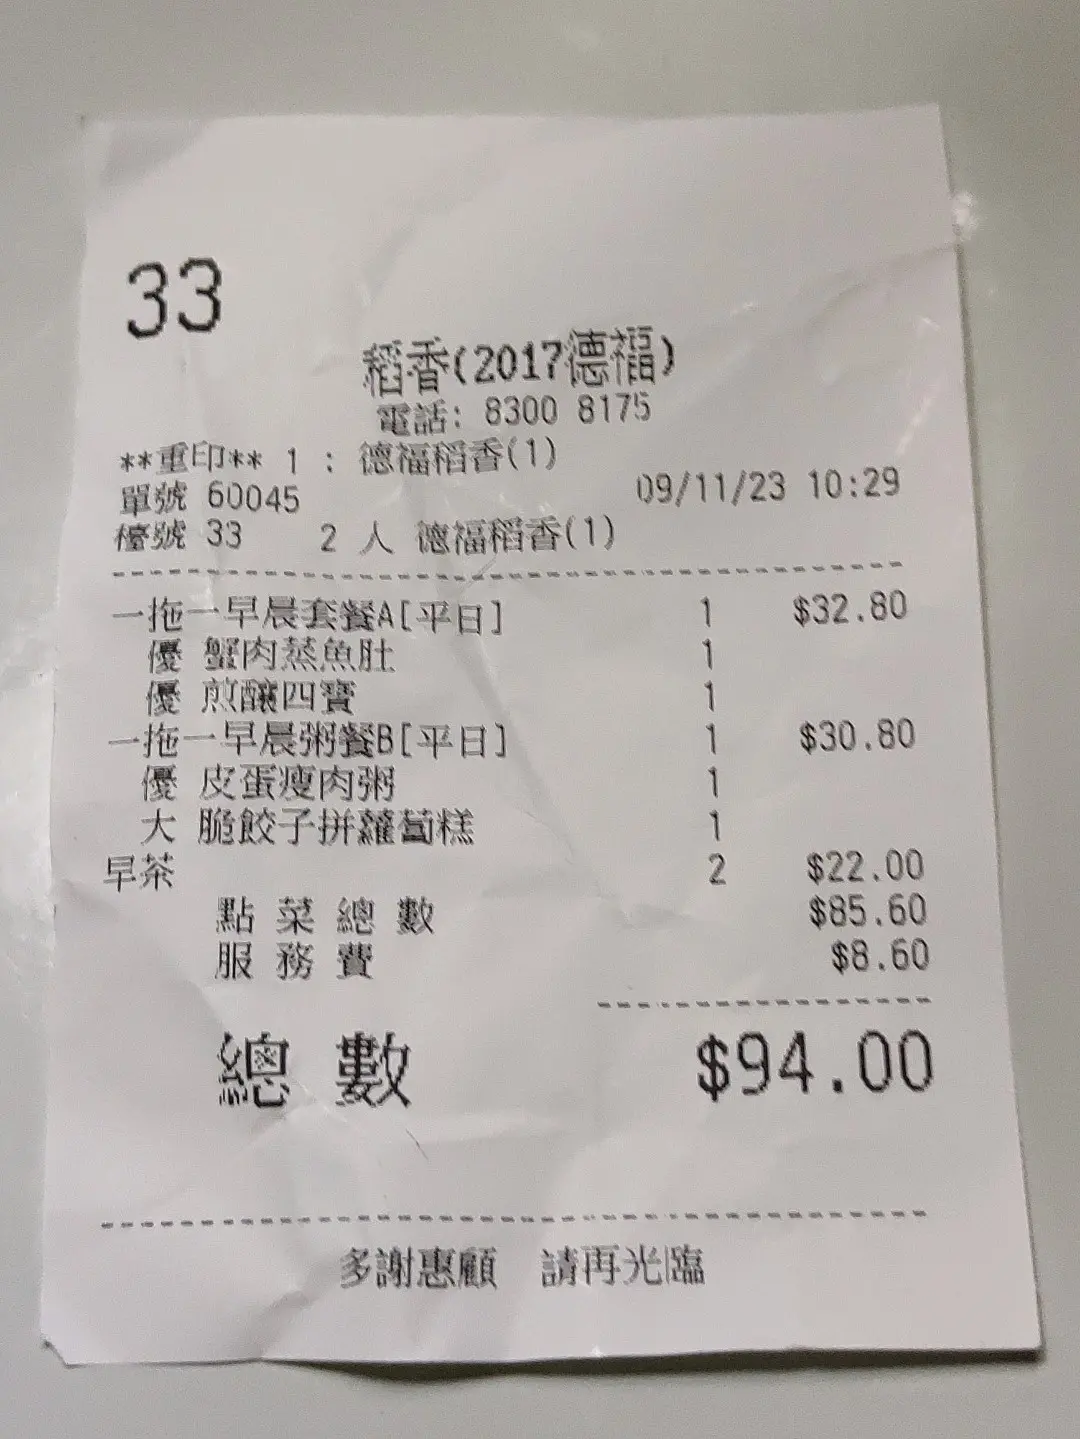 33
稻香(2017德福)
電話: 8300 8175
**重印** 1 : 德福稻香(1)
單號 60045 09/11/23 10:29
檯號 33 2 人 德福稻香(1)
一拖一早晨套餐A[平日] 1 $32.80
優 蟹肉蒸魚肚 1
優 煎釀四寶 1
一拖一早晨粥餐B[平日] 1 $30.80
優 皮蛋瘦肉粥 1
大 脆餃子拼蘿蔔糕 1
早茶 2 $22.00
點 菜 總 數 $85.60
服 務 費 $8.60
總 數 $94.00
多謝惠顧 請再光臨